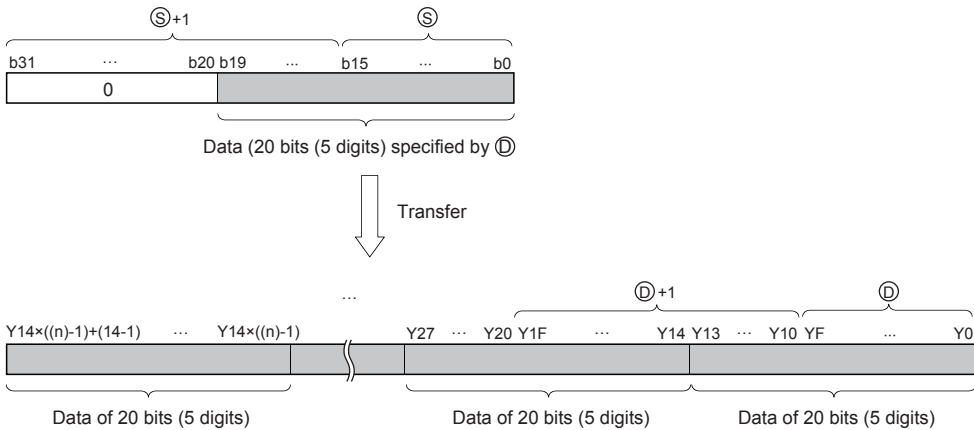 Ⓢ+1 Ⓢ
b31 ... b20 b19 ... b15 ... b0
0
Data (20 bits (5 digits) specified by Ⓓ
Transfer
...
Ⓓ+1 Ⓓ
Y14×((n)-1)+(14-1) ... Y14×((n)-1) Y27 ... Y20 Y1F ... Y14 Y13 ... Y10 YF ... Y0
Data of 20 bits (5 digits) Data of 20 bits (5 digits) Data of 20 bits (5 digits)